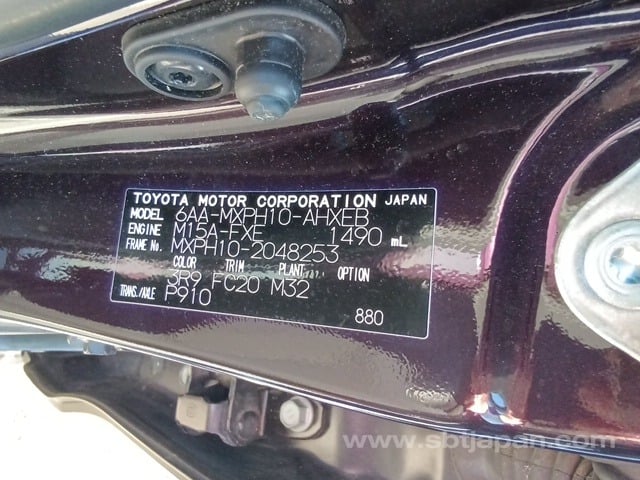 TOYOTA MOTOR CORPORATION JAPAN
MODEL 6AA-MXPH10-AHXEB
ENGINE M15A-FXE 1490 mL
FRAME No. MXPH10-2048253
COLOR TRIM PLANT OPTION
3R9 FC20 M32
TRANS./AXLE P910
880
www.sbtjapan.com